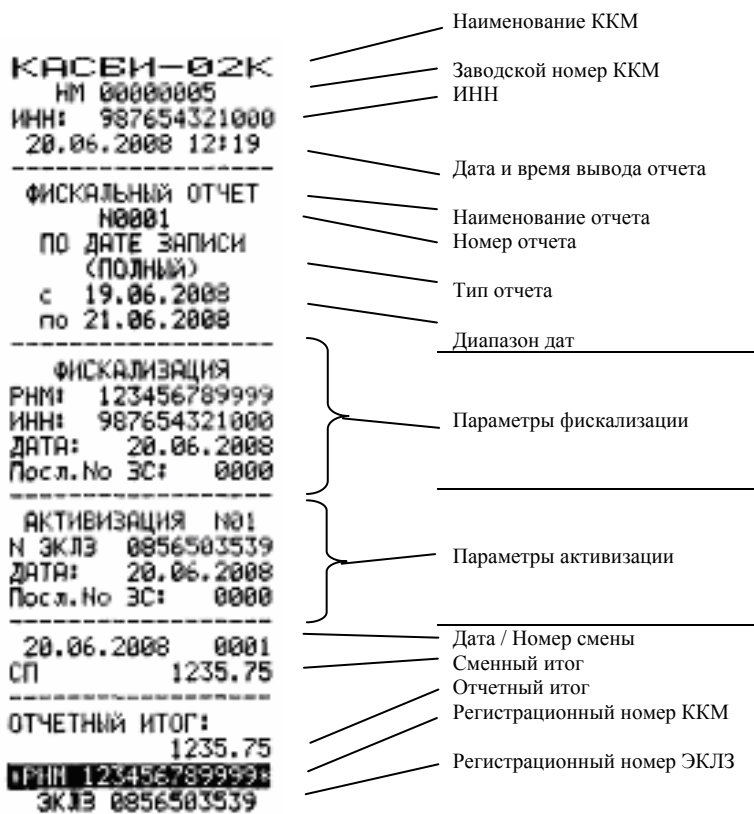 КАСБИ-02К
НМ 00000005
ИНН: 987654321000
20.06.2008 12:19
ФИСКАЛЬНЫЙ ОТЧЕТ
N0001
ПО ДАТЕ ЗАПИСИ
(ПОЛНЫЙ)
с 19.06.2008
по 21.06.2008
ФИСКАЛИЗАЦИЯ
РНМ: 123456789999
ИНН: 987654321000
ДАТА: 20.06.2008
Посл.No ЗС: 0000
АКТИВИЗАЦИЯ N01
N ЭКЛЗ 0856503539
ДАТА: 20.06.2008
Посл.No ЗС: 0000
20.06.2008 0001
СП 1235.75
ОТЧЕТНЫЙ ИТОГ:
1235.75
*РНМ 123456789999*
ЭКЛЗ 0856503539
Наименование ККМ
Заводской номер ККМ
ИНН
Дата и время вывода отчета
Наименование отчета
Номер отчета
Тип отчета
Диапазон дат
Параметры фискализации
Параметры активизации
Дата / Номер смены
Сменный итог
Отчетный итог
Регистрационный номер ККМ
Регистрационный номер ЭКЛЗ